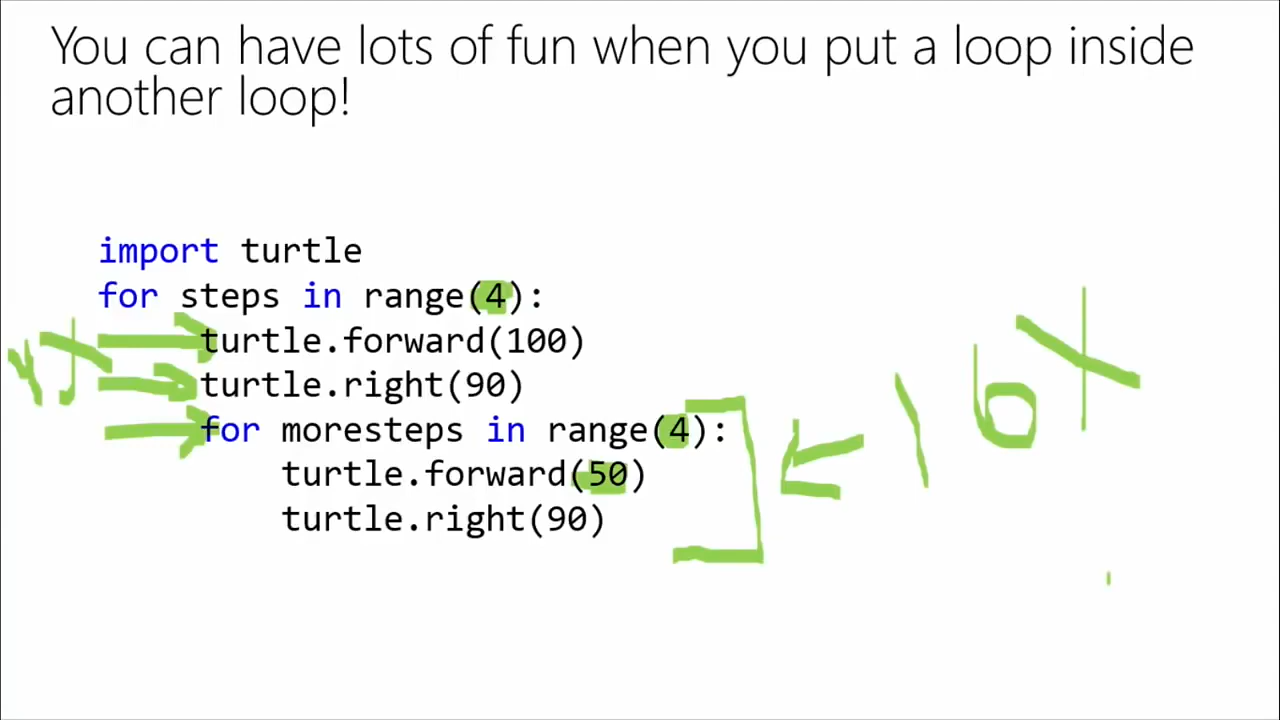 You can have lots of fun when you put a loop inside
another loop!
import turtle
for steps in range(4):
turtle.forward(100)
turtle.right(90)
for moresteps in range(4):
turtle.forward(50)
turtle.right(90)
16x